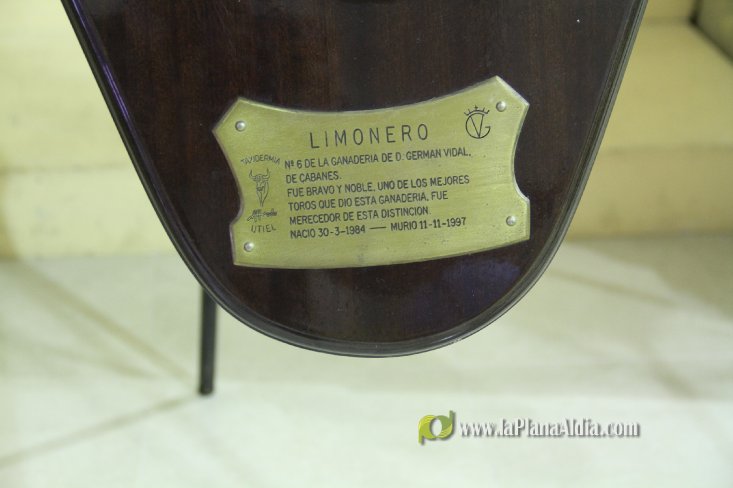 LIMONERO
VG
TAXIDERMIA
UTIEL
Nº 6 DE LA GANADERIA DE D. GERMAN VIDAL,
DE CABANES.
FUE BRAVO Y NOBLE, UNO DE LOS MEJORES
TOROS QUE DIO ESTA GANADERIA, FUE
MERECEDOR DE ESTA DISTINCION.
NACIO 30-3-1984 — MURIO 11-11-1997
www.laPlanaAldia.com